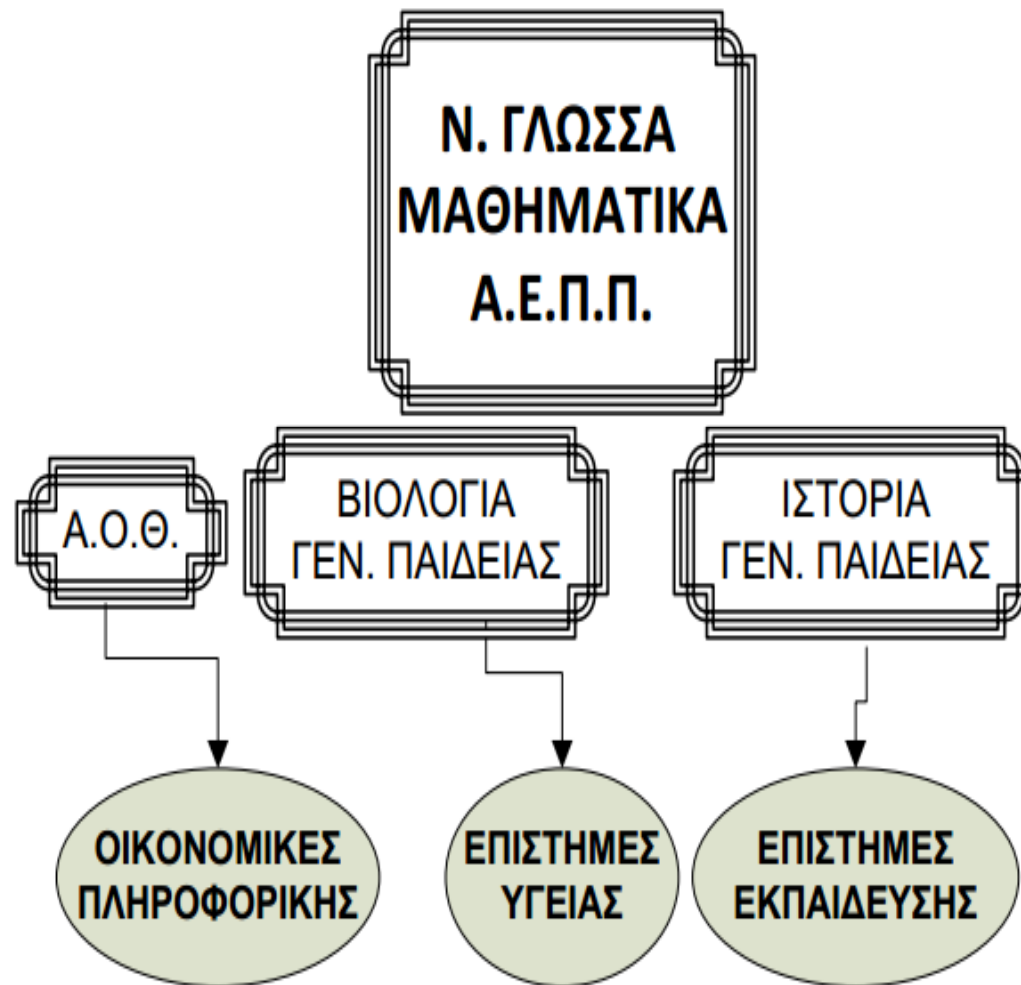 Ν. ΓΛΩΣΣΑ
ΜΑΘΗΜΑΤΙΚΑ
Α.Ε.Π.Π.
Α.Ο.Θ.
ΒΙΟΛΟΓΙΑ
ΓΕΝ. ΠΑΙΔΕΙΑΣ
ΙΣΤΟΡΙΑ
ΓΕΝ. ΠΑΙΔΕΙΑΣ
ΟΙΚΟΝΟΜΙΚΕΣ
ΠΛΗΡΟΦΟΡΙΚΗΣ
ΕΠΙΣΤΗΜΕΣ
ΥΓΕΙΑΣ
ΕΠΙΣΤΗΜΕΣ
ΕΚΠΑΙΔΕΥΣΗΣ